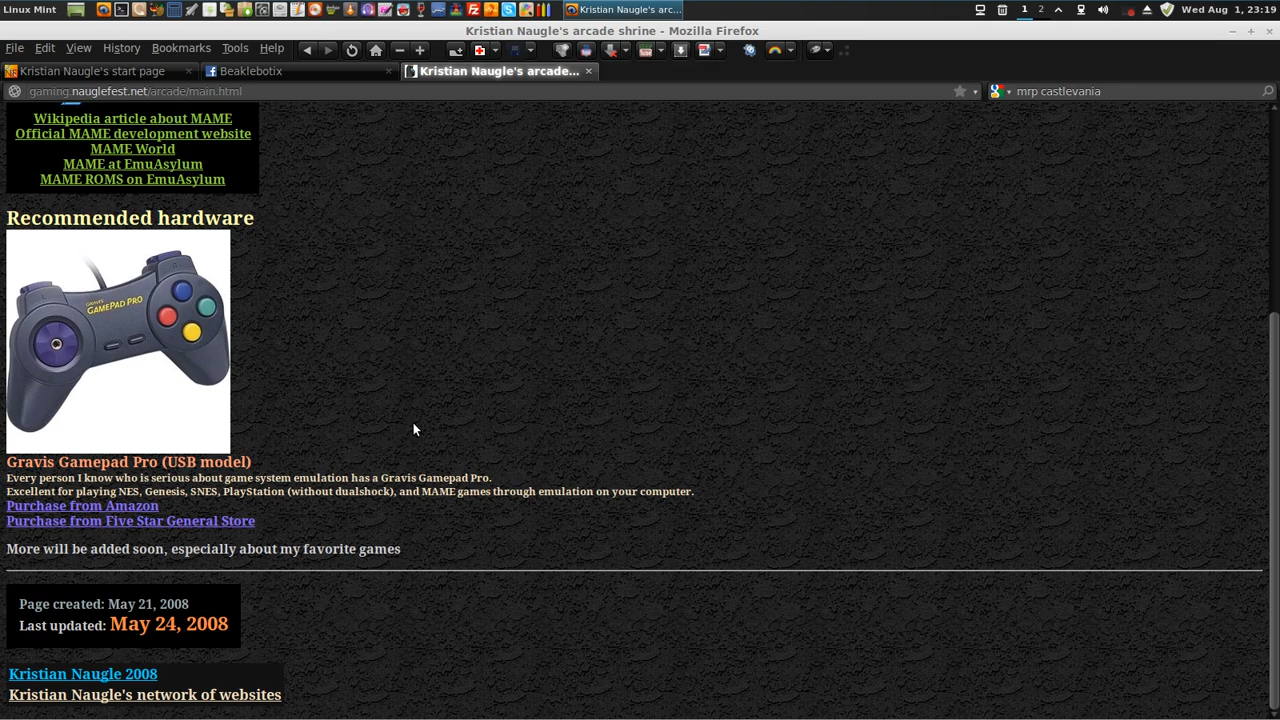 Linux Mint
Kristian Naugle's arc...
1 2
Wed Aug 1, 23:19
Kristian Naugle's arcade shrine - Mozilla Firefox
File Edit View History Bookmarks Tools Help
Kristian Naugle's start page
Beaklebotix
Kristian Naugle's arcade...
gaming.nauglefest.net/arcade/main.html
mrp castlevania
Wikipedia article about MAME
Official MAME development website
MAME World
MAME at EmuAsylum
MAME ROMS on EmuAsylum
Recommended hardware
GRAVIS
GAMEPAD PRO
Gravis Gamepad Pro (USB model)
Every person I know who is serious about game system emulation has a Gravis Gamepad Pro.
Excellent for playing NES, Genesis, SNES, PlayStation (without dualshock), and MAME games through emulation on your computer.
Purchase from Amazon
Purchase from Five Star General Store
More will be added soon, especially about my favorite games
Page created: May 21, 2008
Last updated: May 24, 2008
Kristian Naugle 2008
Kristian Naugle's network of websites